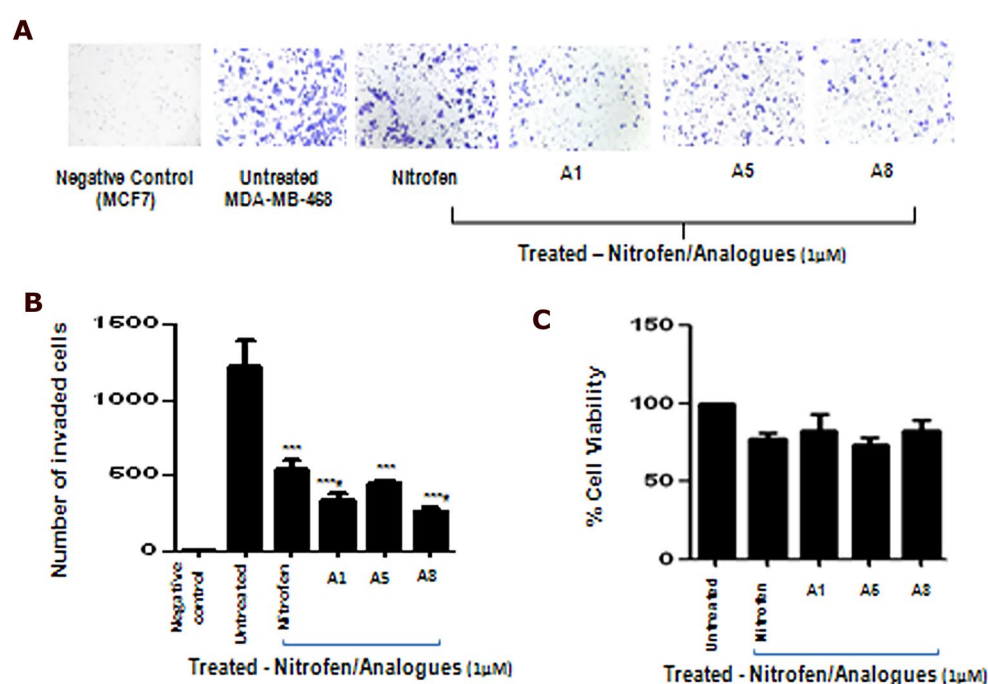 A
Negative Control
(MCF7)
Untreated
MDA-MB-468
Nitrofen
A1
A5
A8
Treated – Nitrofen/Analogues (1µM)
B
Number of invaded cells
1500
1000
500
0
***
***#
***
***#
Negative
control
Untreated
Nitrofen
A1
A5
A8
Treated - Nitrofen/Analogues (1µM)
C
% Cell Viability
150
100
50
0
Untreated
Nitrofen
A1
A5
A8
Treated - Nitrofen/Analogues (1µM)